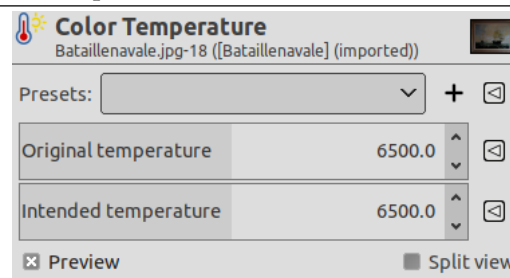 Color Temperature
Bataillenavale.jpg-18 ([Bataillenavale] (imported))
Presets:
Original temperature 6500.0
Intended temperature 6500.0
Preview Split view